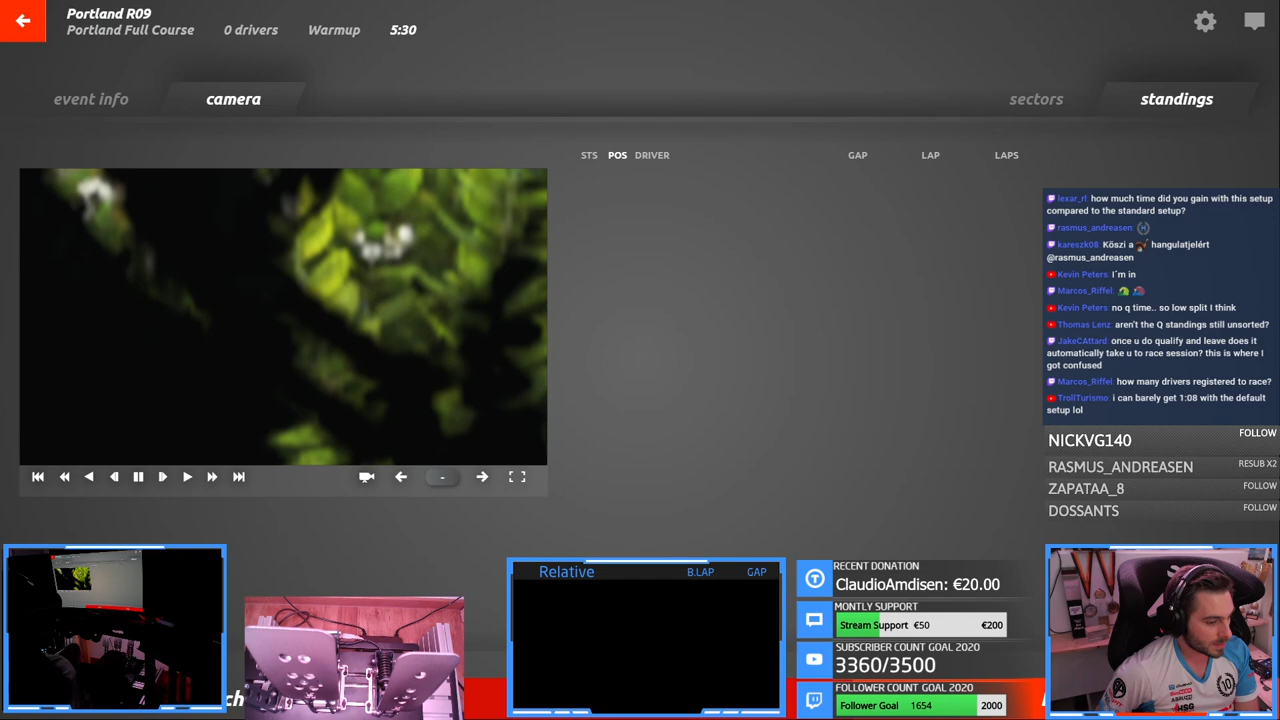 Portland R09
Portland Full Course 0 drivers Warmup 5:30
event info camera sectors standings
STS POS DRIVER GAP LAP LAPS
lexar_rl: how much time did you gain with this setup
compared to the standard setup?
rasmus_andreasen:
kareszk08: Köszi a hangulatjelért
@rasmus_andreasen
Kevin Peters: I´m in
Marcos_Riffel:
Kevin Peters: no q time.. so low split I think
Thomas Lenz: aren't the Q standings still unsorted?
JakeCAttard: once u do qualify and leave does it
automatically take u to race session? this is where I
got confused
Marcos_Riffel: how many drivers registered to race?
TrollTurismo: i can barely get 1:08 with the default
setup lol
NICKVG140 FOLLOW
RASMUS_ANDREASEN RESUB X2
ZAPATAA_8 FOLLOW
DOSSANTS FOLLOW
-
Relative B.LAP GAP
RECENT DONATION
ClaudioAmdisen: €20.00
MONTLY SUPPORT
Stream Support €50 €200
SUBSCRIBER COUNT GOAL 2020
3360/3500
FOLLOWER COUNT GOAL 2020
Follower Goal 1654 2000